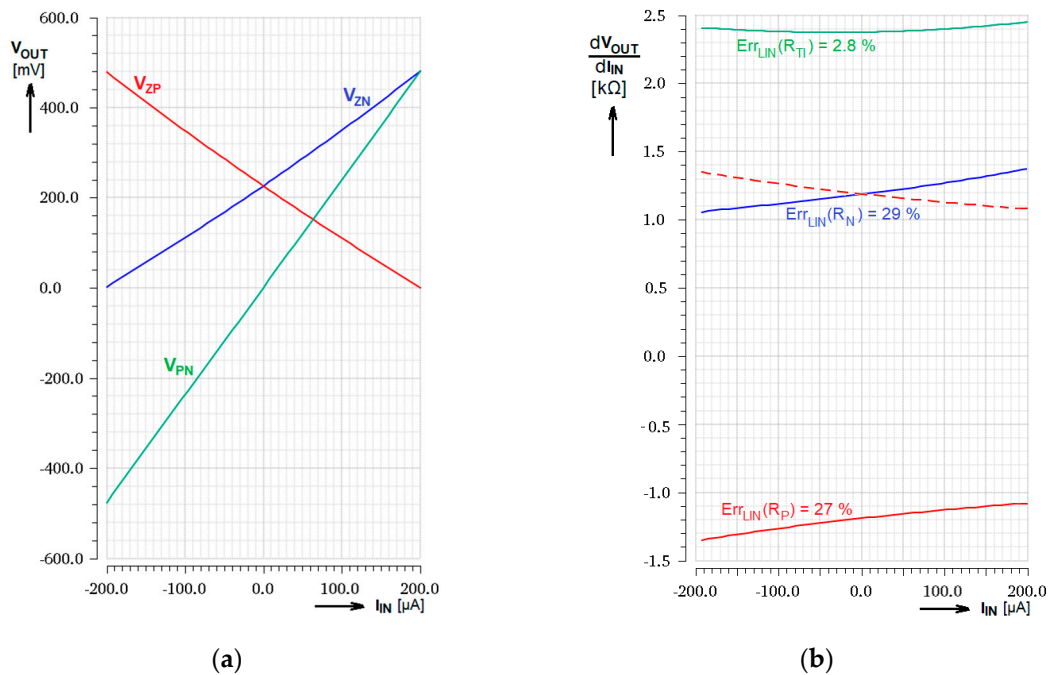 V_OUT
[mV]
600.0
400.0
200.0
0.0
-200.0
-400.0
-600.0
V_ZP
V_ZN
V_PN
-200.0 -100.0 0.0 100.0 200.0
I_IN [µA]
(a)
dV_OUT
dI_IN
[kΩ]
2.5
2.0
1.5
1.0
0.5
0.0
-0.5
-1.0
-1.5
Err_LIN(R_TI) = 2.8 %
Err_LIN(R_N) = 29 %
Err_LIN(R_P) = 27 %
-200.0 -100.0 0.0 100.0 200.0
I_IN [µA]
(b)